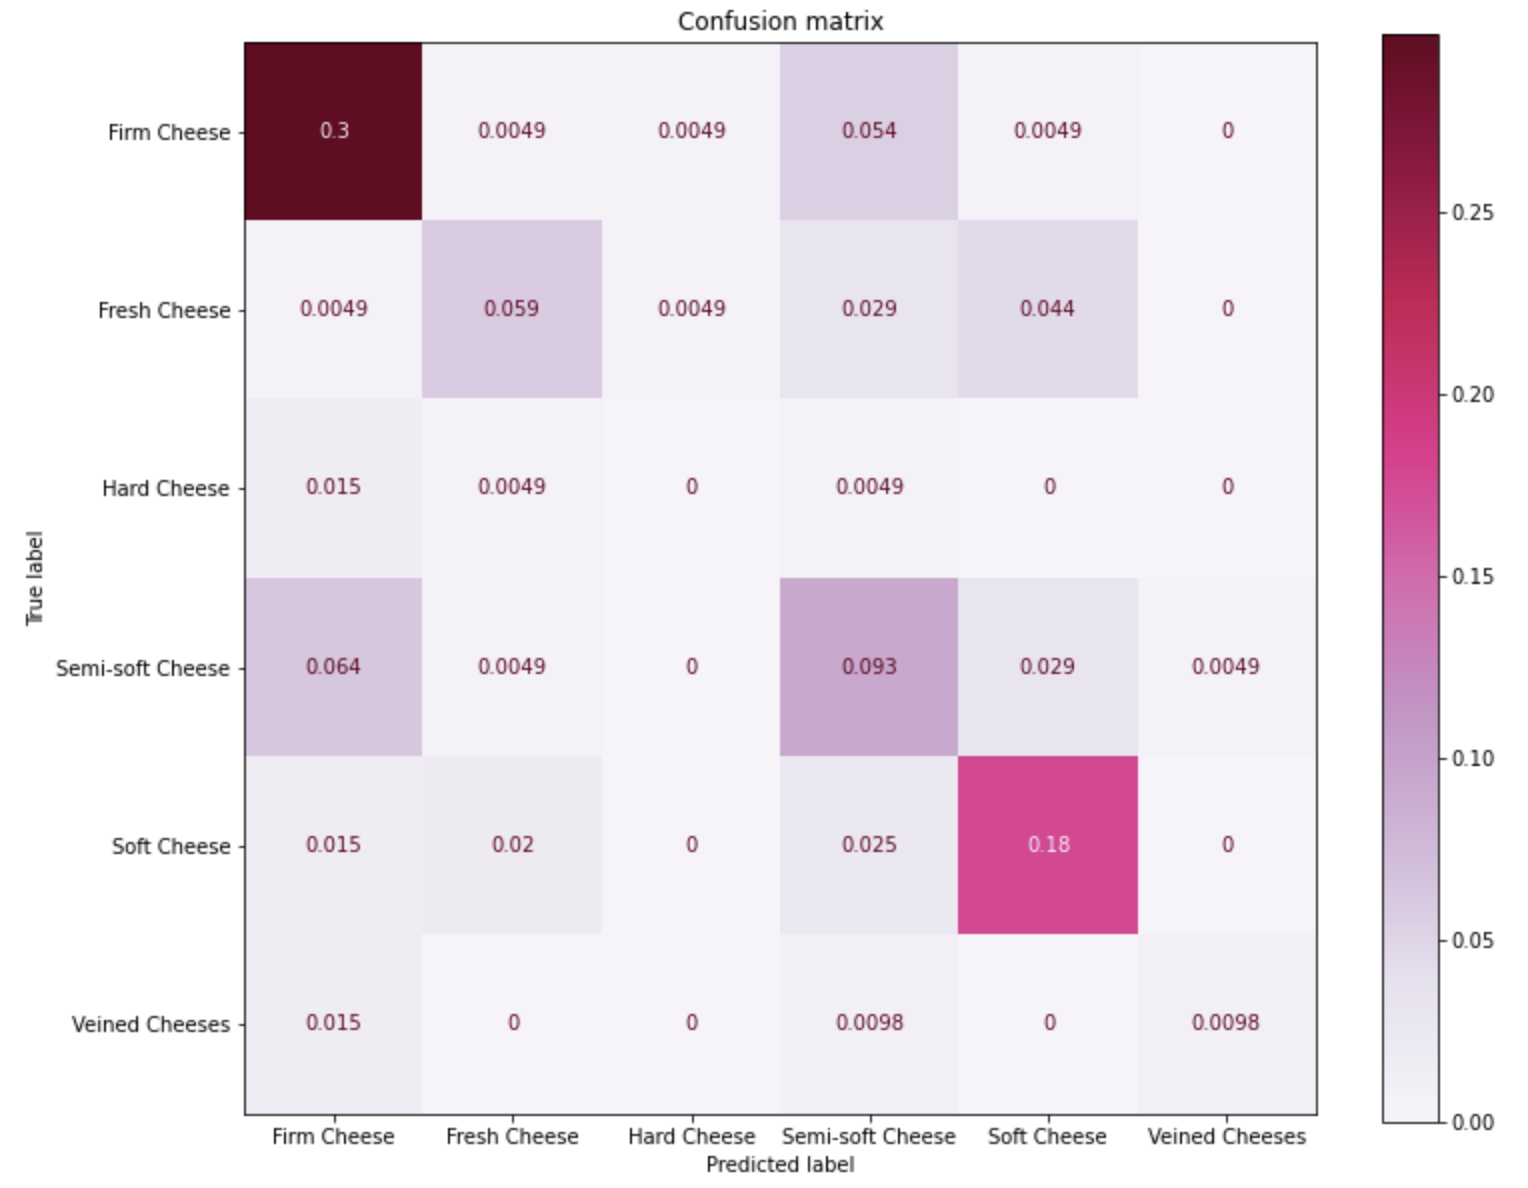 Confusion matrix
Firm Cheese 0.3 0.0049 0.0049 0.054 0.0049 0
Fresh Cheese 0.0049 0.059 0.0049 0.029 0.044 0
Hard Cheese 0.015 0.0049 0 0.0049 0 0
Semi-soft Cheese 0.064 0.0049 0 0.093 0.029 0.0049
Soft Cheese 0.015 0.02 0 0.025 0.18 0
Veined Cheeses 0.015 0 0 0.0098 0 0.0098
True label
Firm Cheese Fresh Cheese Hard Cheese Semi-soft Cheese Soft Cheese Veined Cheeses
Predicted label
0.25
0.20
0.15
0.10
0.05
0.00